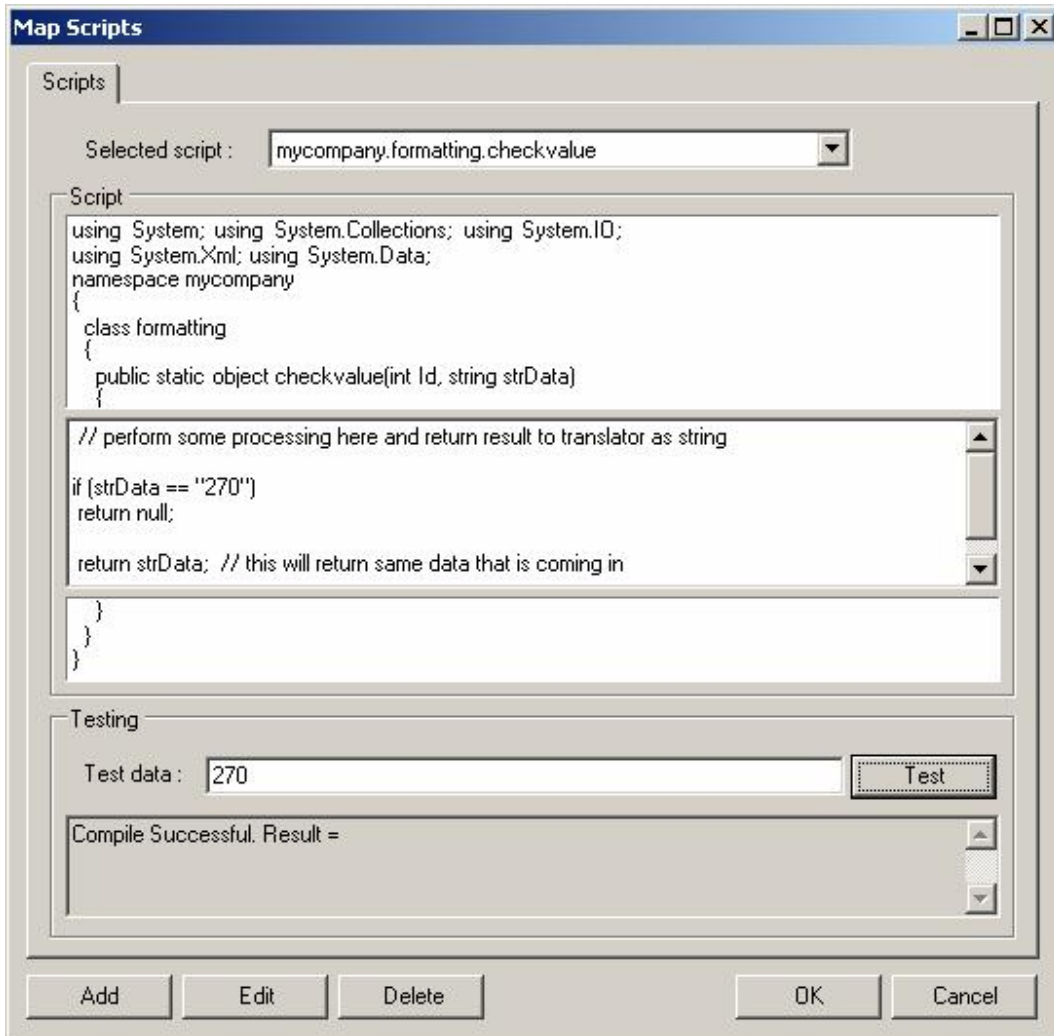 Map Scripts
Scripts
Selected script : mycompany.formatting.checkvalue
Script
using System; using System.Collections; using System.IO;
using System.Xml; using System.Data;
namespace mycompany
{
class formatting
{
public static object checkvalue(int Id, string strData)
{
// perform some processing here and return result to translator as string
if (strData == "270")
return null;
return strData; // this will return same data that is coming in
}
}
}
Testing
Test data : 270 Test
Compile Successful. Result =
Add Edit Delete OK Cancel